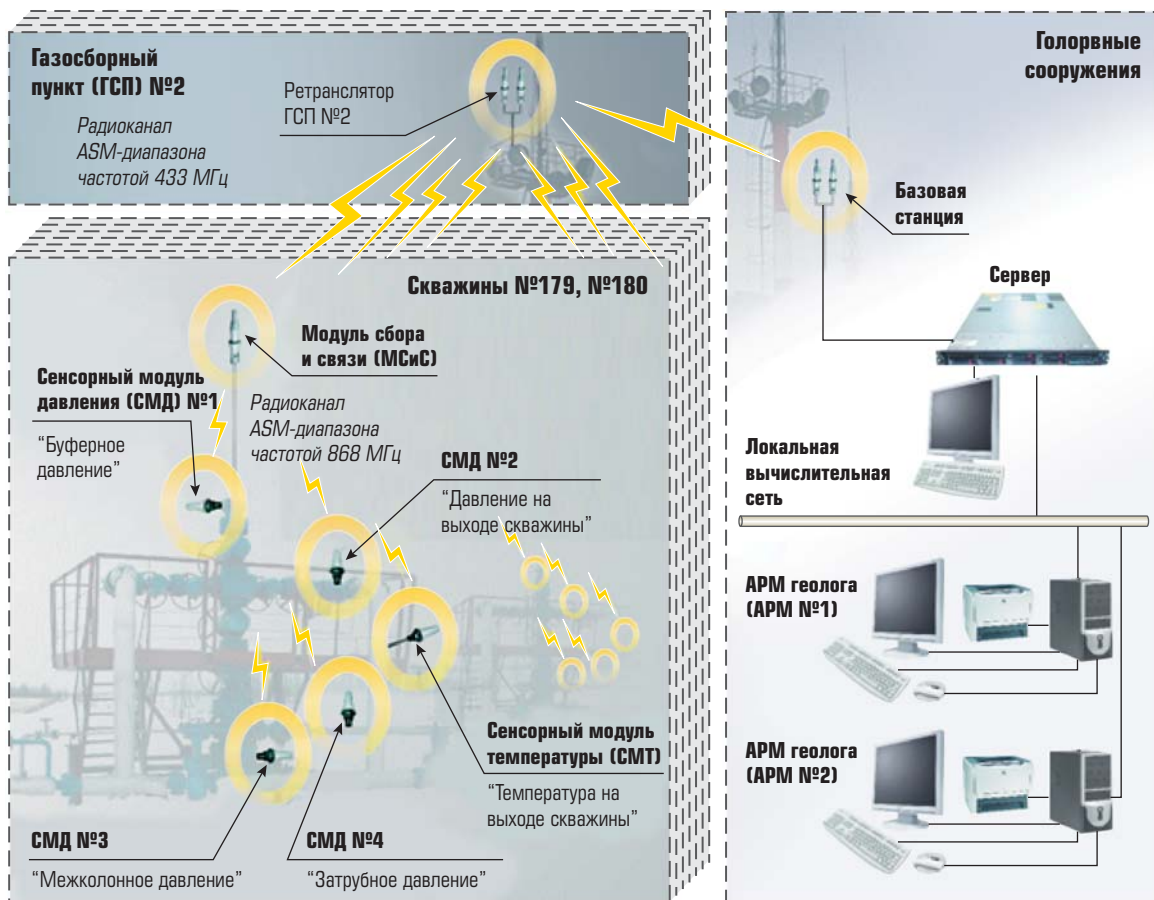 Газосборный
пункт (ГСП) №2
Радиоканал
ASM-диапазона
частотой 433 МГц
Ретранслятор
ГСП №2
Скважины №179, №180
Модуль сбора
и связи (МСиС)
Сенсорный модуль
давления (СМД) №1
“Буферное
давление”
Радиоканал
ASM-диапазона
частотой 868 МГц
СМД №2
“Давление на
выходе скважины”
Сенсорный модуль
температуры (СМТ)
“Температура на
выходе скважины”
СМД №3
“Межколонное давление”
СМД №4
“Затрубное давление”
Голорвные
сооружения
Базовая
станция
Сервер
Локальная
вычислительная
сеть
АРМ геолога
(АРМ №1)
АРМ геолога
(АРМ №2)